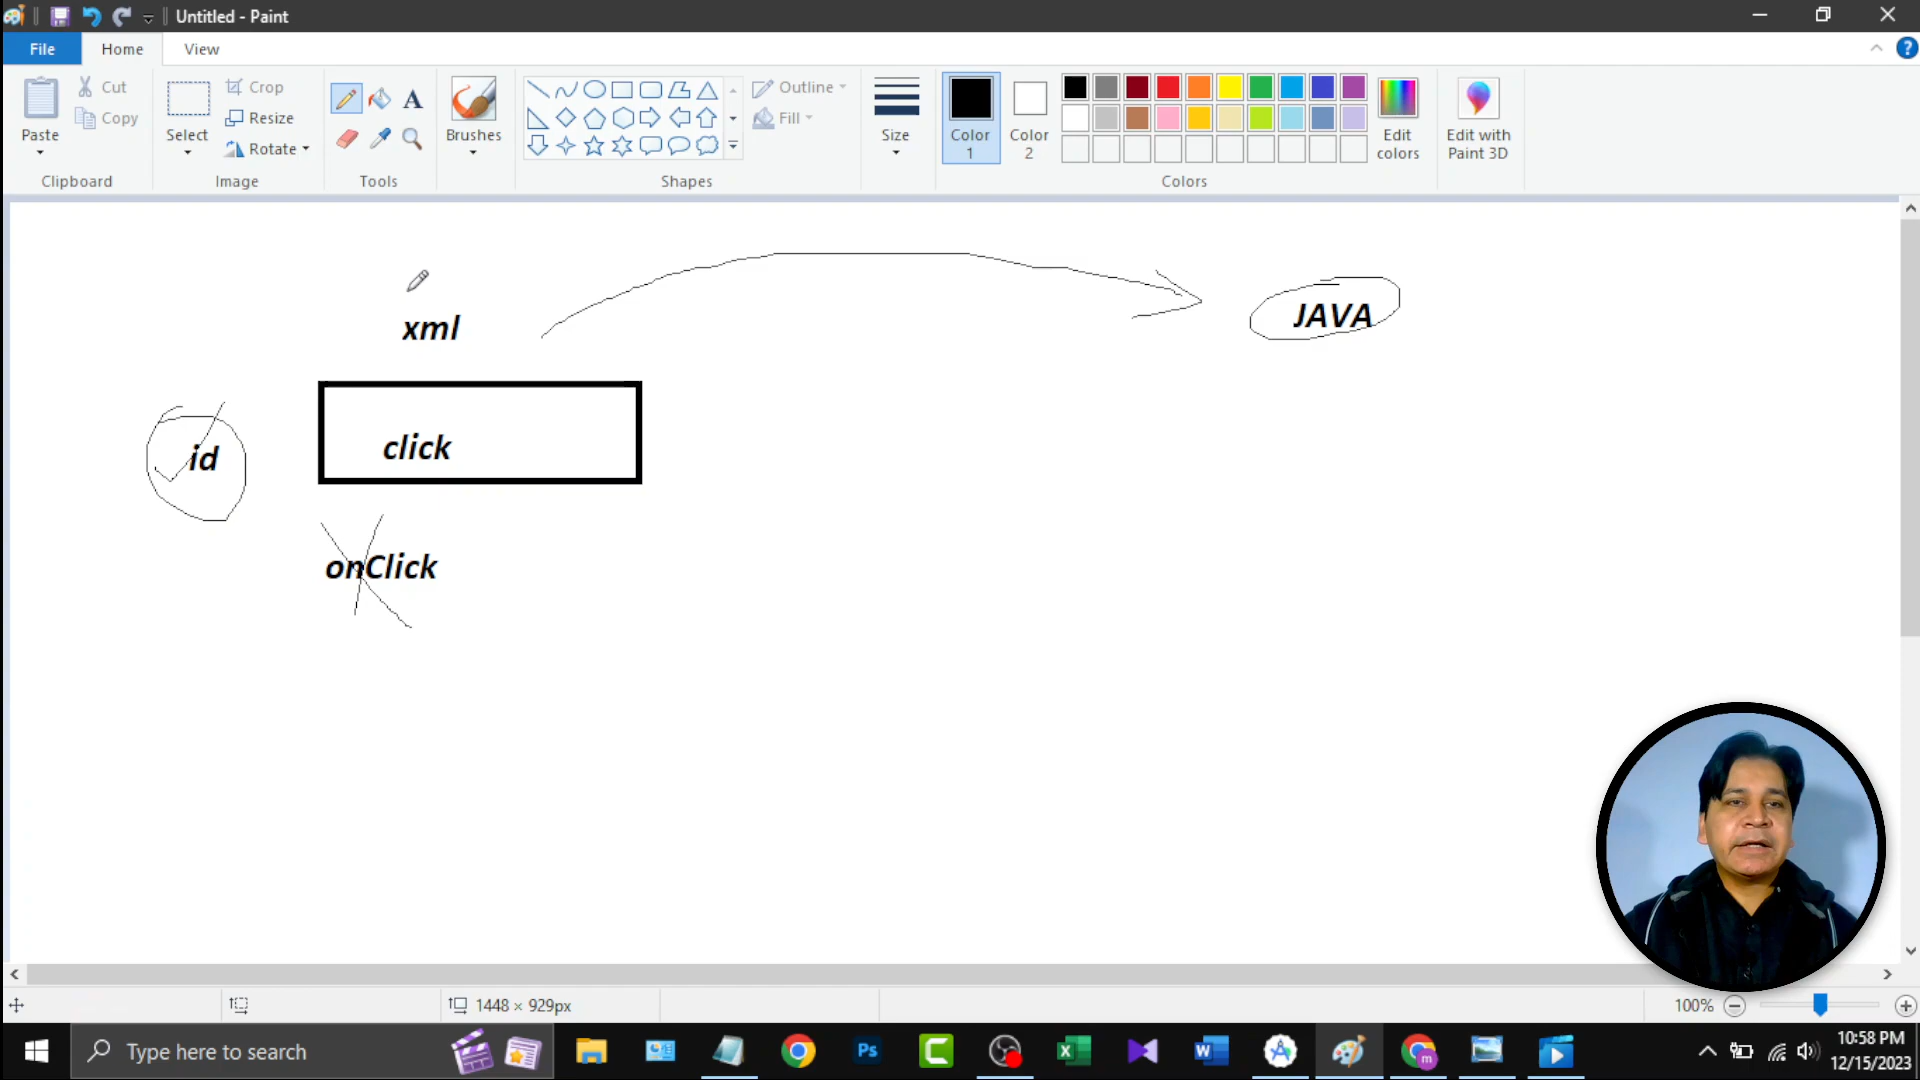 Untitled - Paint
File Home View
Paste
Cut
Copy
Clipboard
Select
Crop
Resize
Rotate
Image
A
Tools
Brushes
Shapes
Outline
Fill
Size
Color 1
Color 2
Edit colors
Edit with Paint 3D
Colors
?
xml
JAVA
id
click
onClick
1448 × 929px
100%
Type here to search
Ps
C
X
W
m
10:58 PM
12/15/2023